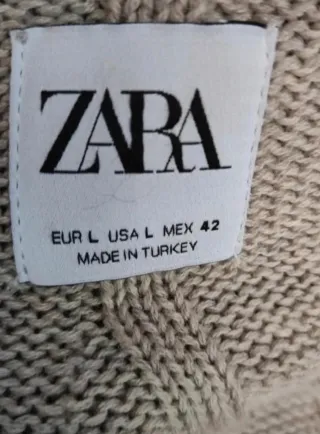 ZARA
EUR L USA L MEX 42
MADE IN TURKEY